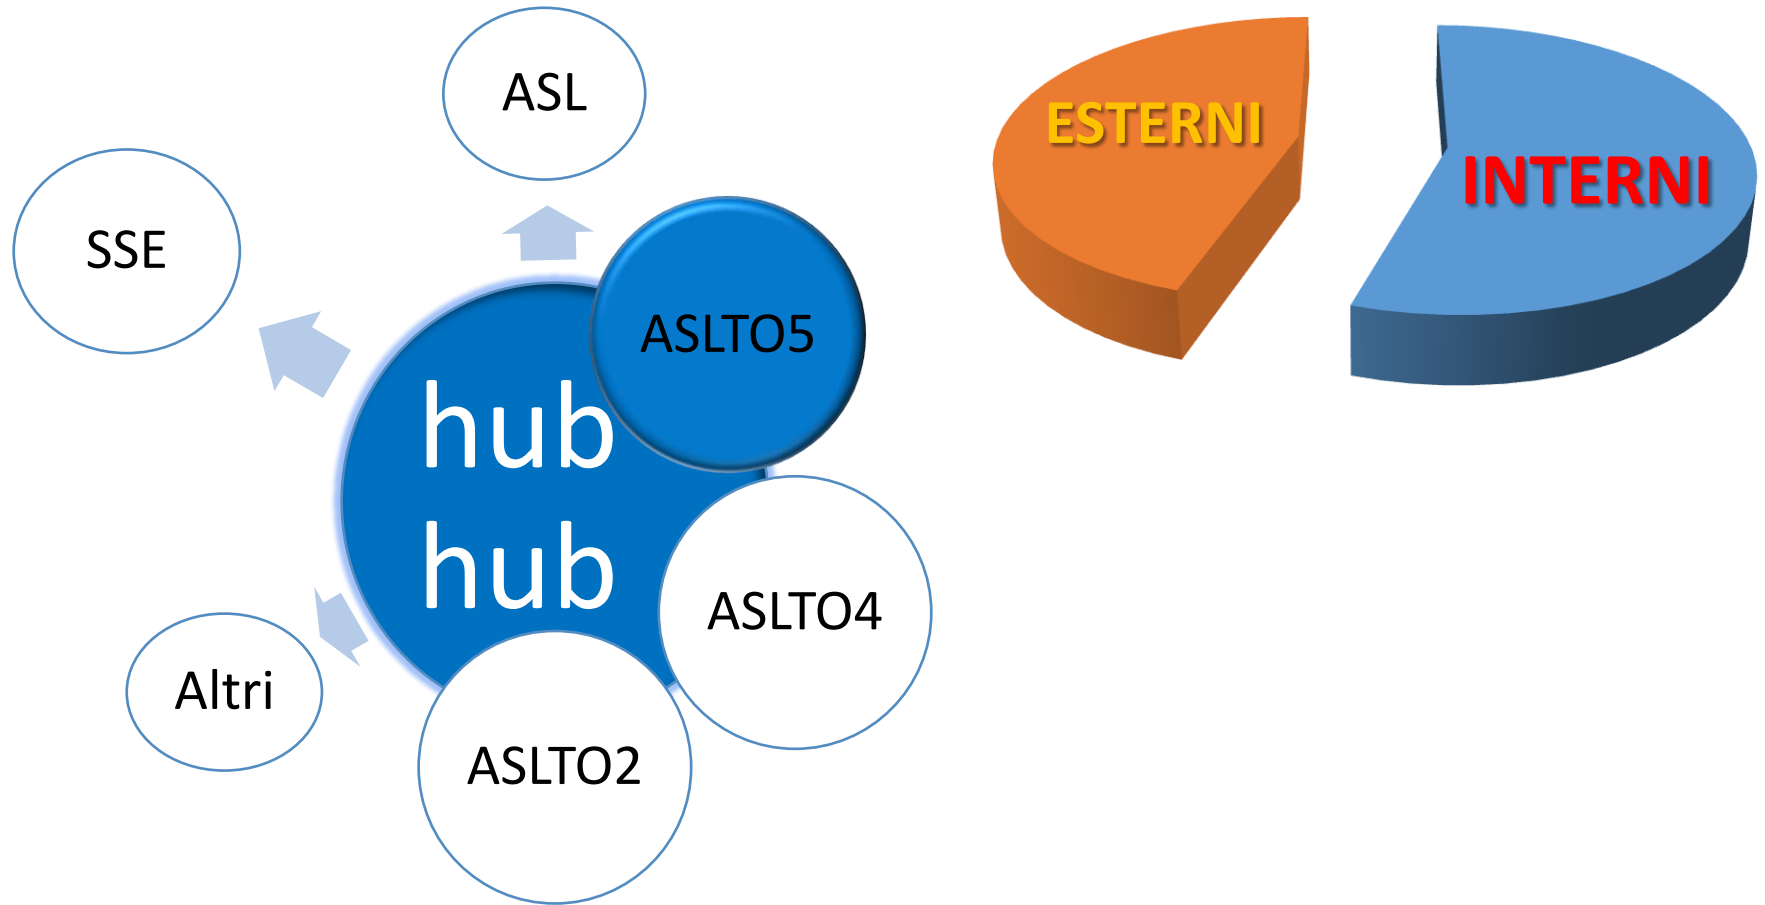 ASL
SSE
ASLTO5
hub
hub
ASLTO4
Altri
ASLTO2
ESTERNI
INTERNI